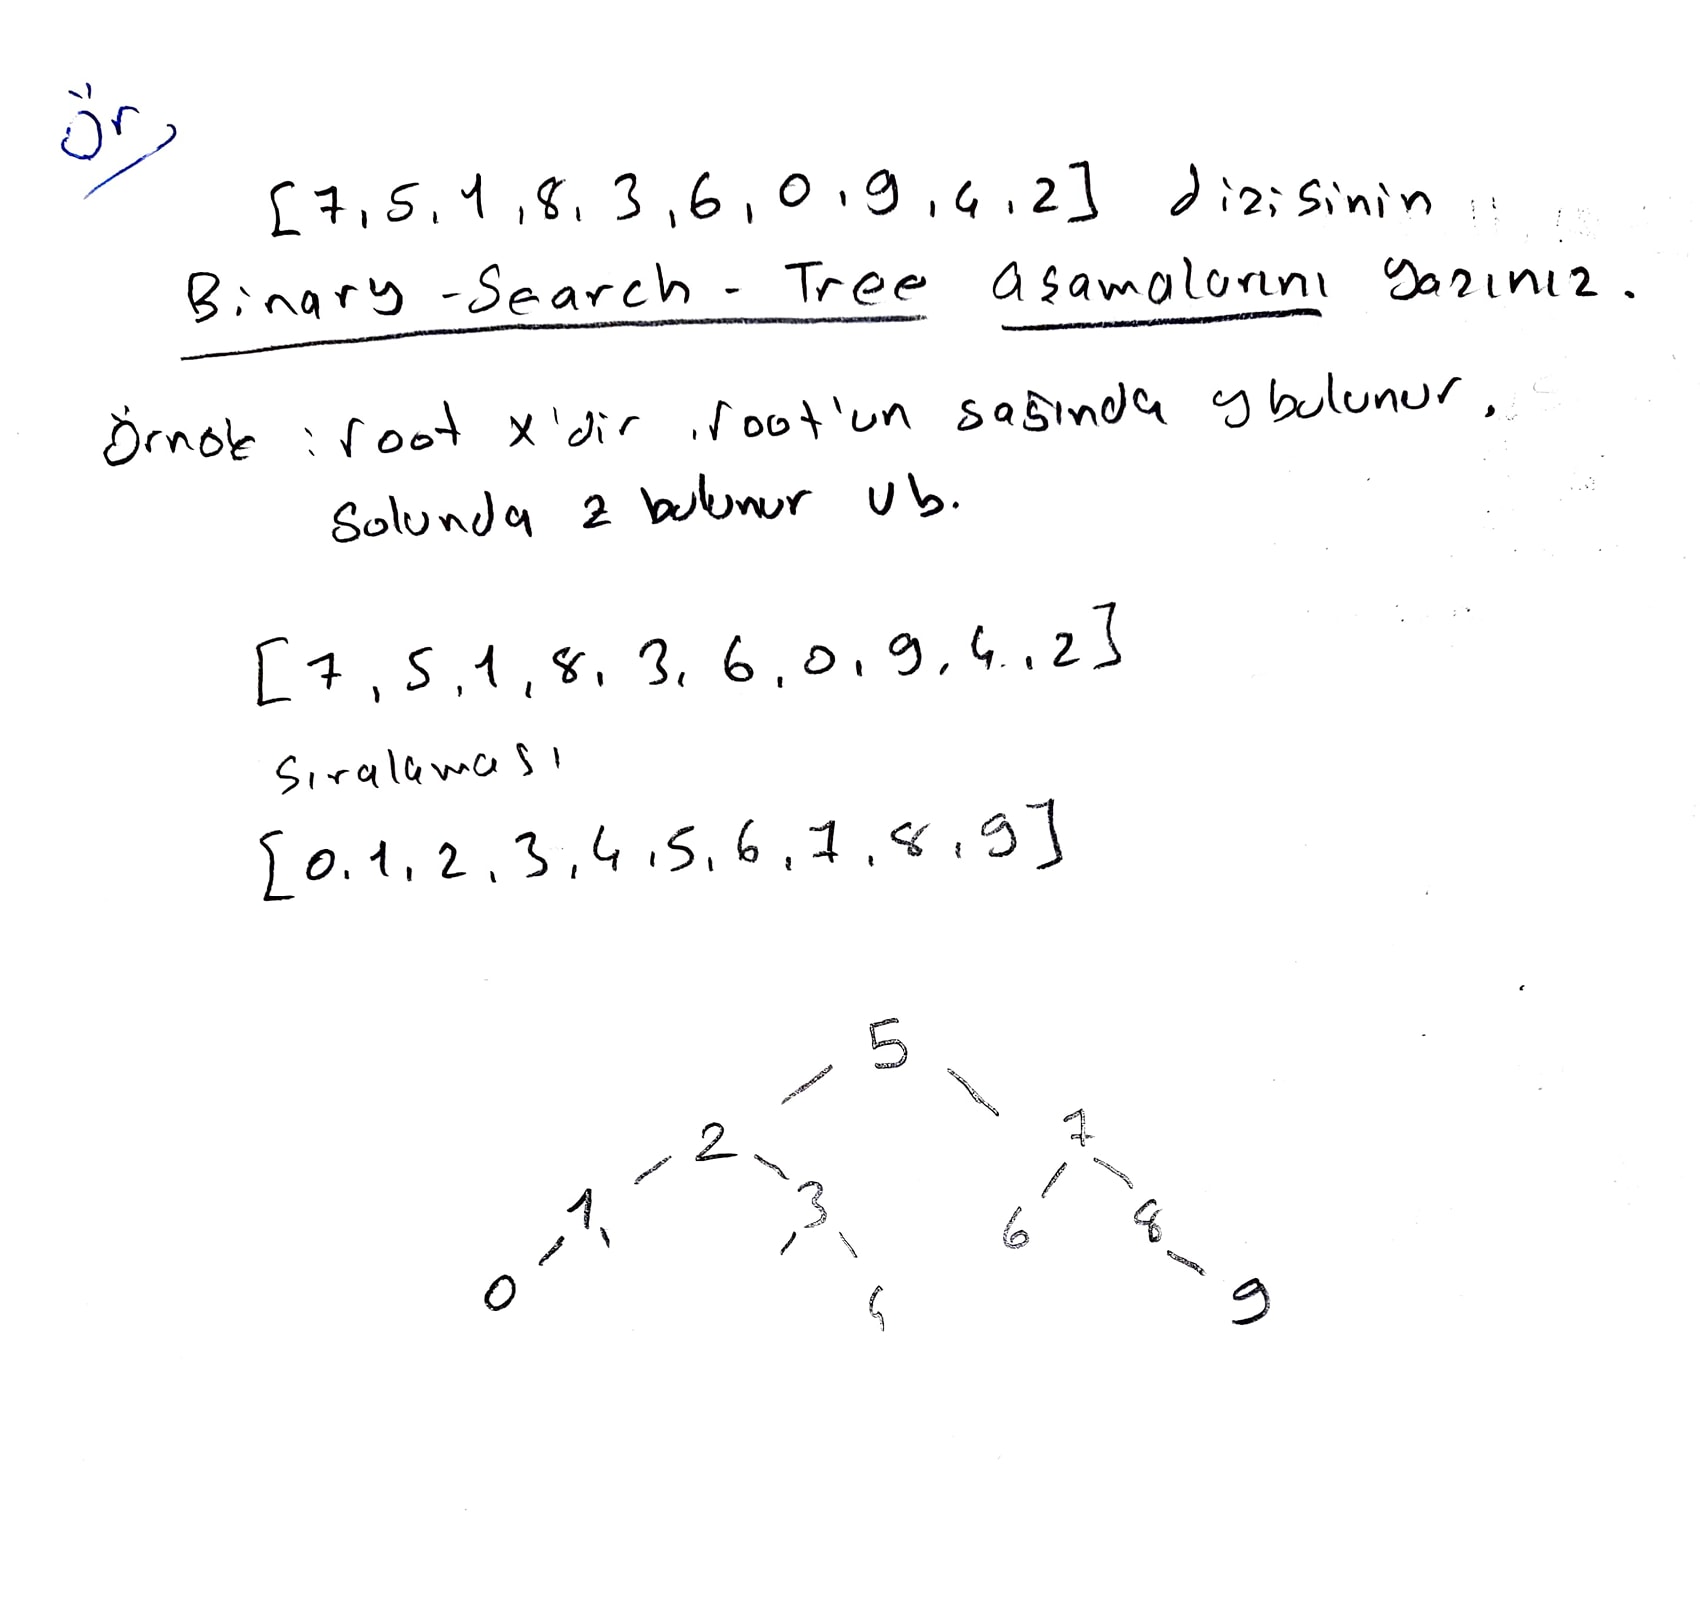 Ör,
[7,5,1,8,3,6,0,9,4,2] dizisinin
Binary-Search-Tree aşamalarını yazınız.
Örnek : root x'dir .root'un sağında y bulunur.
Solunda z bulunur vb.
[7,5,1,8,3,6,0,9,4,2]
Sıralaması
[0,1,2,3,4,5,6,7,8,9]
5
2 7
1 3 6 8
0 4 9